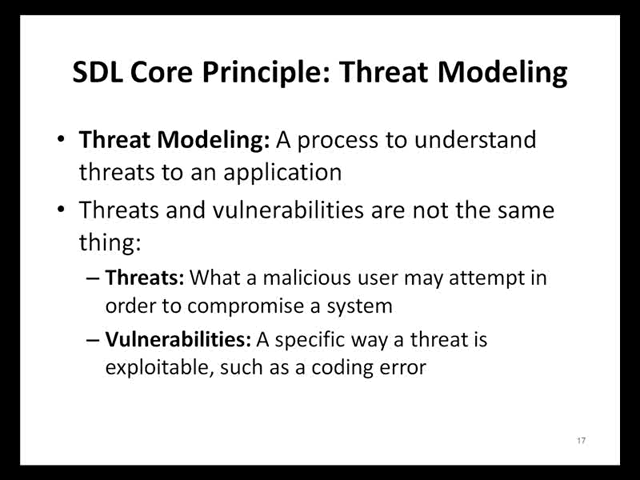 SDL Core Principle: Threat Modeling
• Threat Modeling: A process to understand
threats to an application
• Threats and vulnerabilities are not the same
thing:
– Threats: What a malicious user may attempt in
order to compromise a system
– Vulnerabilities: A specific way a threat is
exploitable, such as a coding error
17